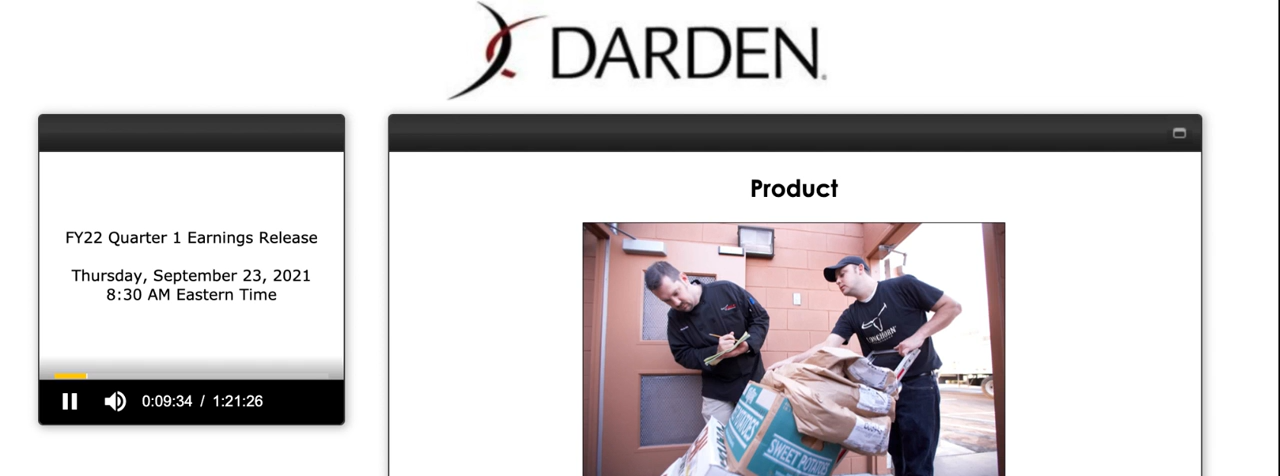 DARDEN
FY22 Quarter 1 Earnings Release
Thursday, September 23, 2021
8:30 AM Eastern Time
0:09:34 / 1:21:26
Product
LONGHORN
SWEET POTATOES